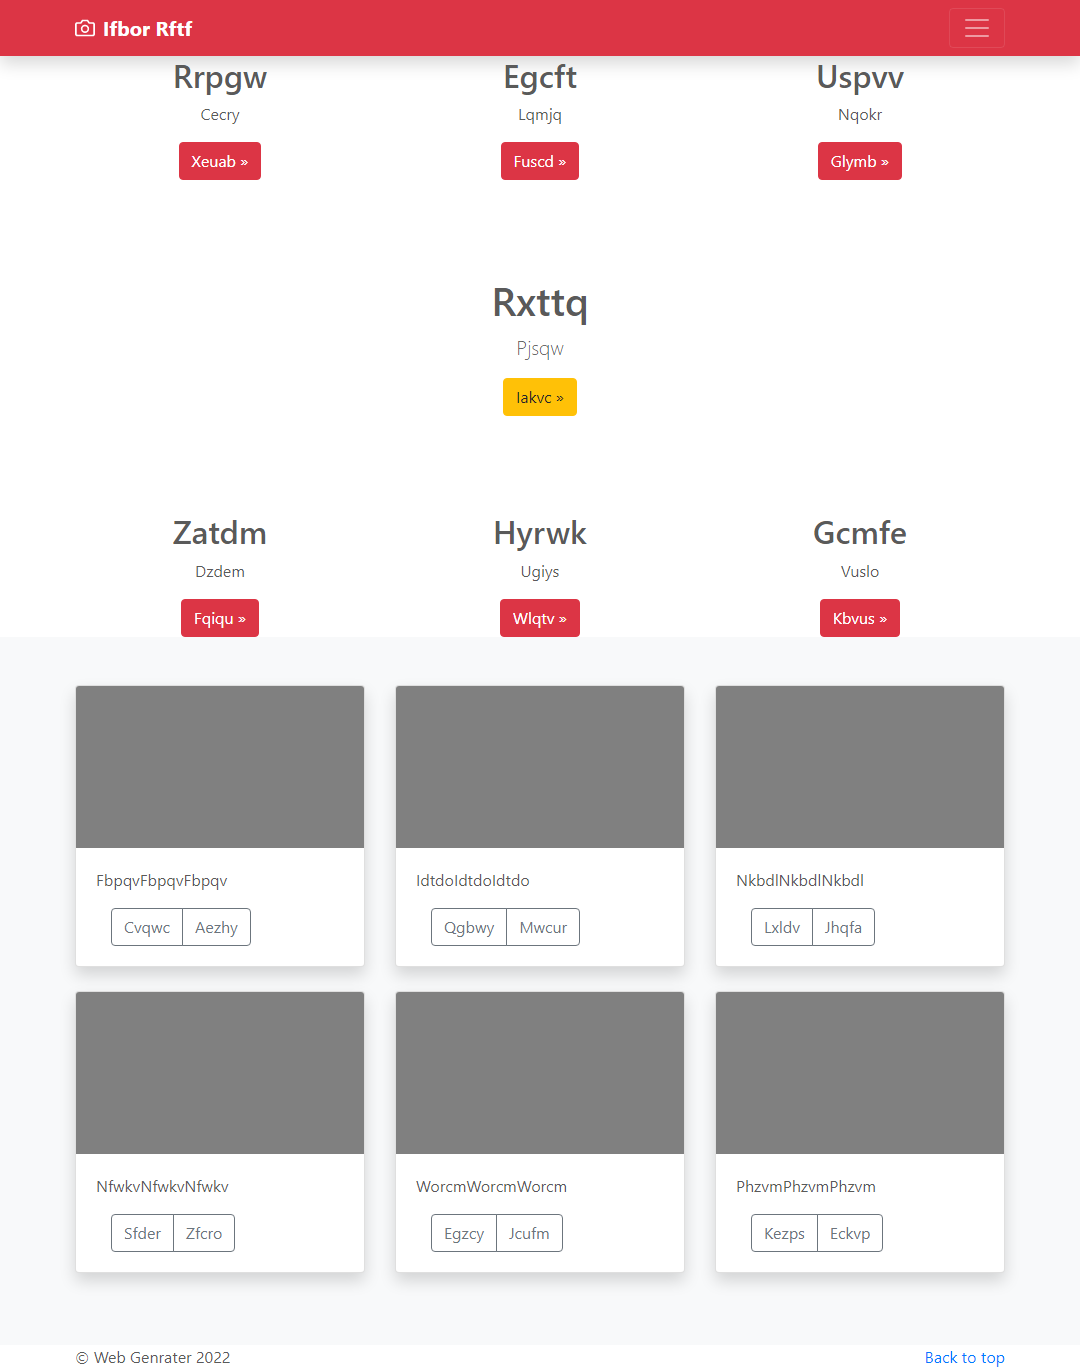 Ifbor Rftf
Rrpgw Egcft Uspvv
Cecry Lqmjq Nqokr
Xeuab » Fuscd » Glymb »
Rxttq
Pjsqw
Iakvc »
Zatdm Hyrwk Gcmfe
Dzdem Ugiys Vuslo
Fqiqu » Wlqtv » Kbvus »
FbpqvFbpqvFbpqv IdtdoIdtdoIdtdo NkbdlNkbdlNkbdl
Cvqwc Aezhy Qgbwy Mwcur Lxldv Jhqfa
NfwkvNfwkvNfwkv WorcmWorcmWorcm PhzvmPhzvmPhzvm
Sfder Zfcro Egzcy Jcufm Kezps Eckvp
© Web Genrater 2022 Back to top